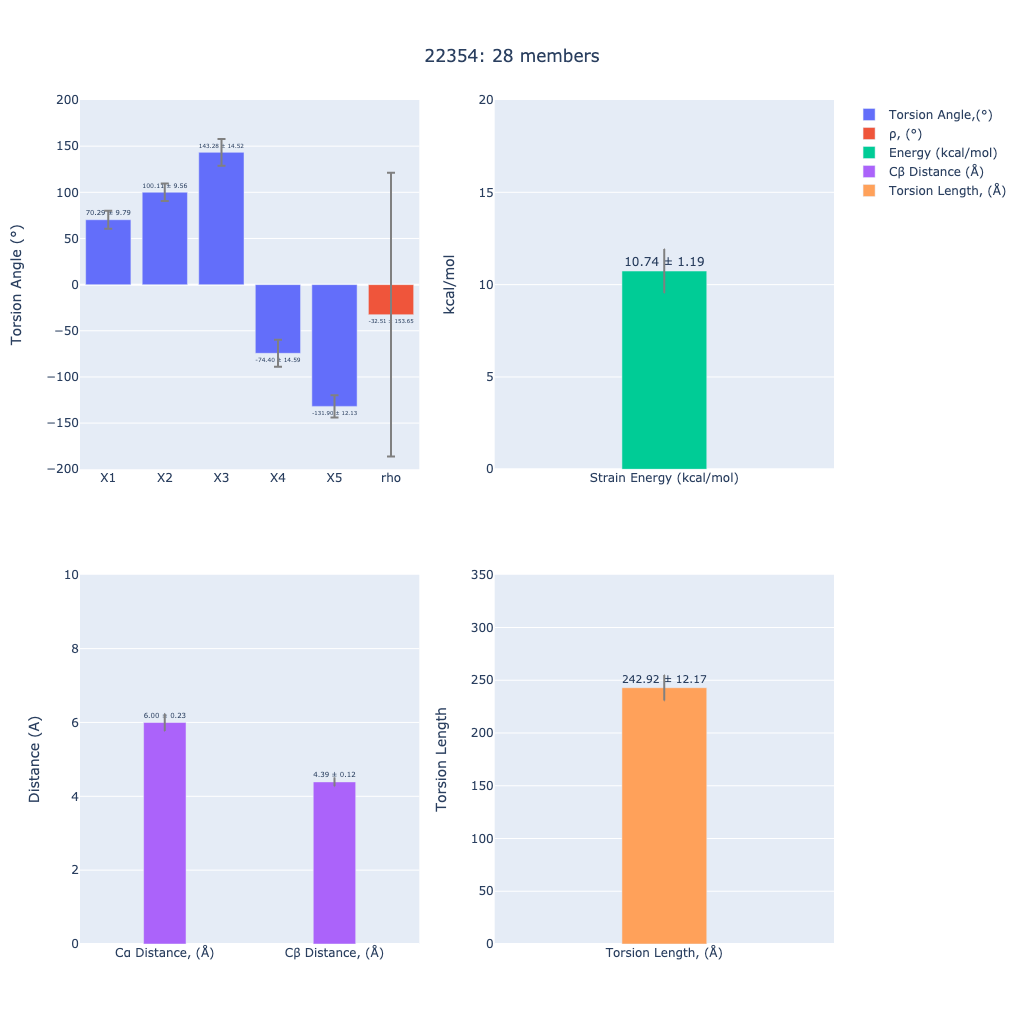 22354: 28 members
Torsion Angle (°)
200
150
100
50
0
−50
−100
−150
−200
70.29 ± 9.79
100.11 ± 9.56
143.28 ± 14.52
-74.40 ± 14.59
-131.90 ± 12.13
-32.51 ± 153.65
X1 X2 X3 X4 X5 rho
kcal/mol
20
15
10
5
0
10.74 ± 1.19
Strain Energy (kcal/mol)
Torsion Angle,(°)
ρ, (°)
Energy (kcal/mol)
Cβ Distance (Å)
Torsion Length, (Å)
Distance (A)
10
8
6
4
2
0
6.00 ± 0.23
4.39 ± 0.12
Cα Distance, (Å) Cβ Distance, (Å)
Torsion Length
350
300
250
200
150
100
50
0
242.92 ± 12.17
Torsion Length, (Å)